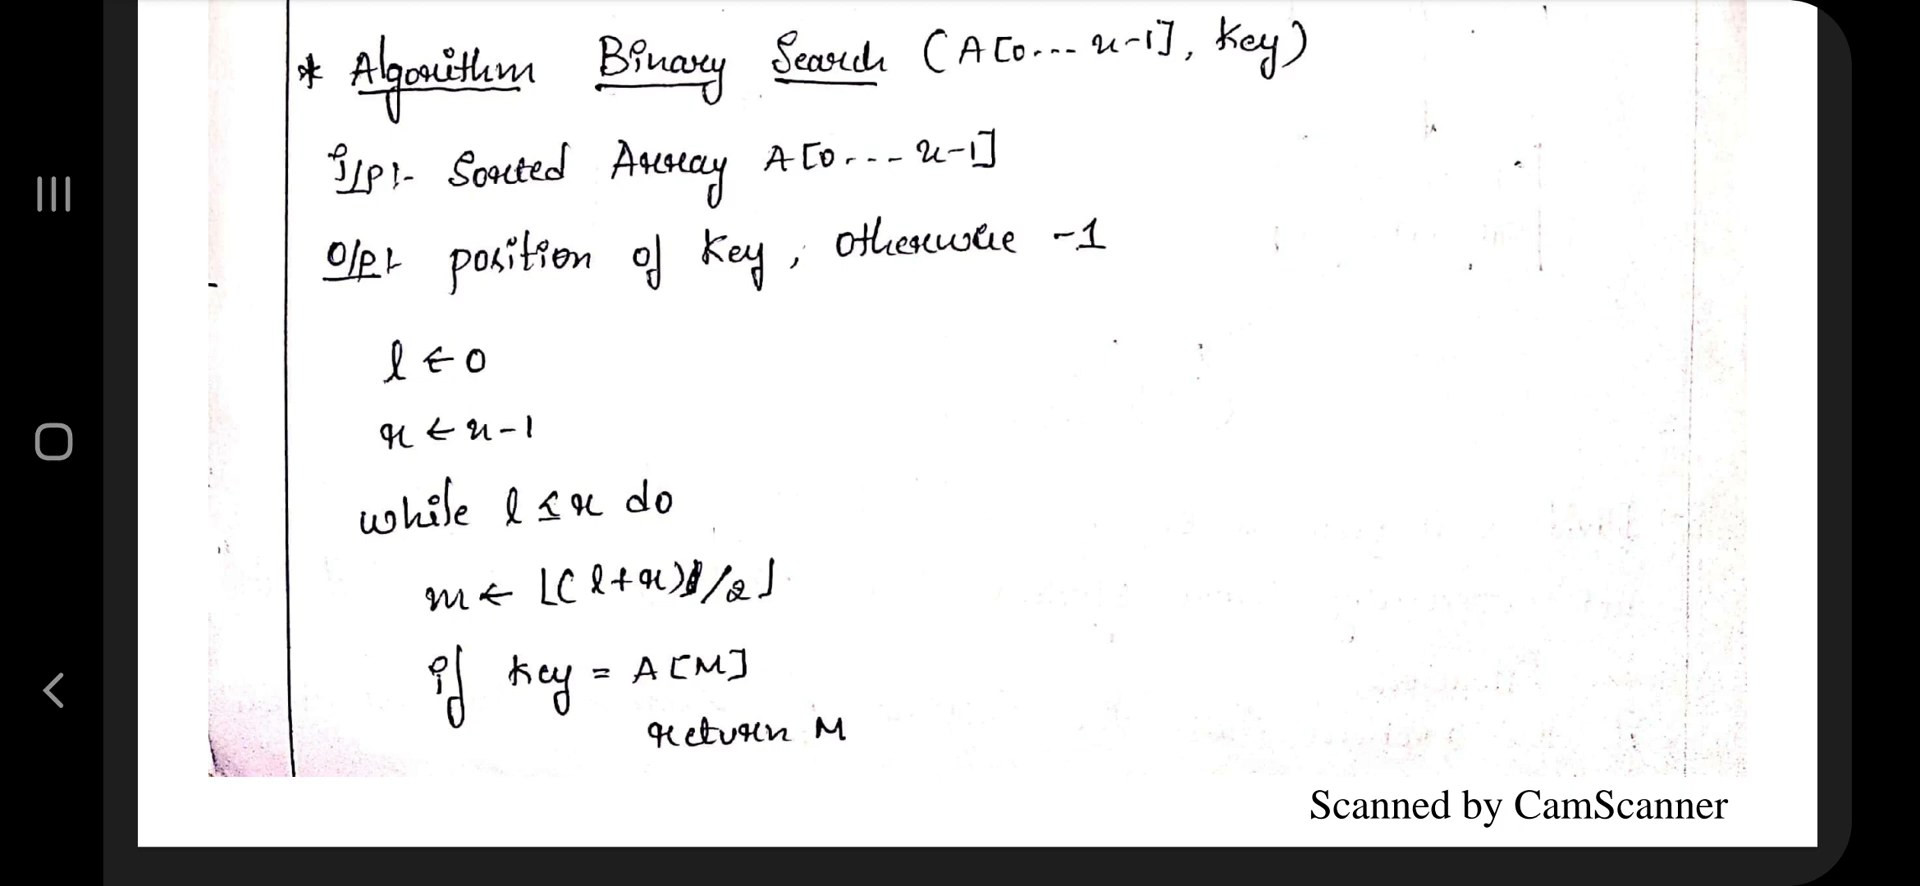 * Algorithm Binary Search (A[0... n-1], Key)
I/P:- Sorted Array A[0... n-1]
O/P:- position of Key, otherwise -1
l ← 0
r ← n-1
while l ≤ r do
m ← ⌊(l+r)/2⌋
if key = A[M]
return M
Scanned by CamScanner